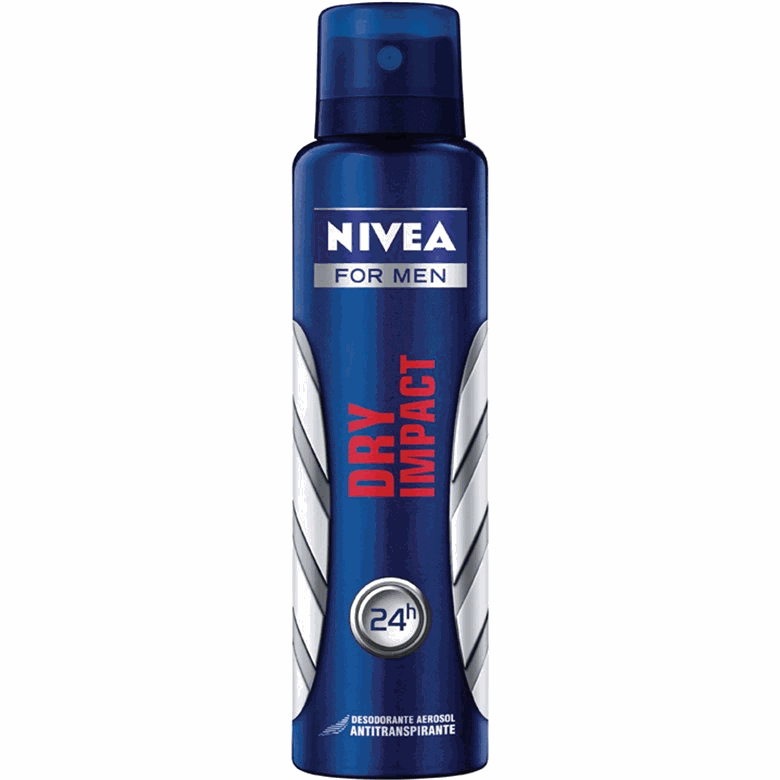 NIVEA
FOR MEN
DRY
IMPACT
24h
DESODORANTE AEROSOL
ANTITRANSPIRANTE